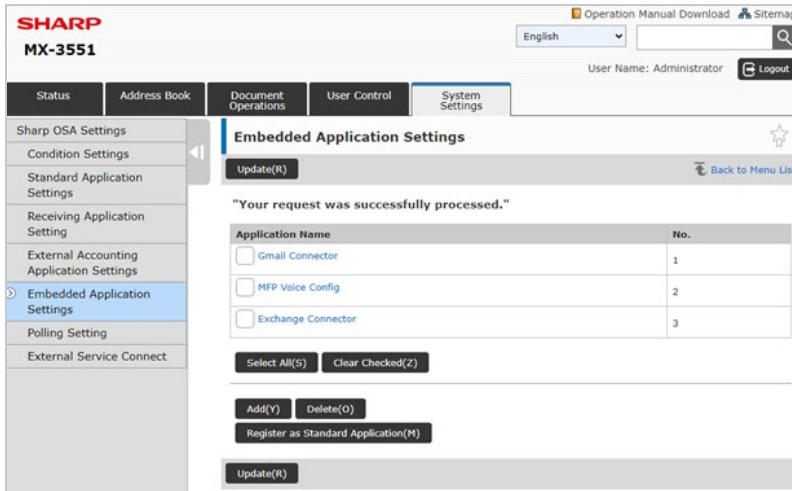 Operation Manual Download Sitemap
SHARP
MX-3551
English
User Name: Administrator
Logout
Status
Address Book
Document
Operations
User Control
System
Settings
Sharp OSA Settings
Condition Settings
Standard Application
Settings
Receiving Application
Setting
External Accounting
Application Settings
Embedded Application
Settings
Polling Setting
External Service Connect
Embedded Application Settings
Update(R)
Back to Menu Lis
"Your request was successfully processed."
Application Name No.
Gmail Connector 1
MFP Voice Config 2
Exchange Connector 3
Select All(S) Clear Checked(Z)
Add(Y) Delete(O)
Register as Standard Application(M)
Update(R)